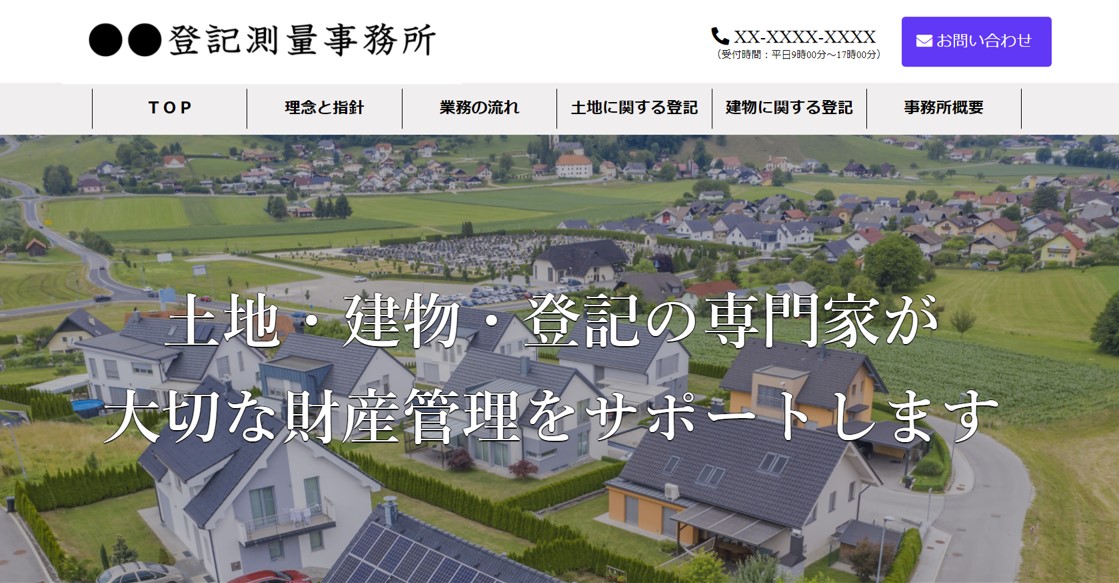 ●●登記測量事務所
XX-XXXX-XXXX
（受付時間：平日9時00分～17時00分）
お問い合わせ
ＴＯＰ
理念と指針
業務の流れ
土地に関する登記
建物に関する登記
事務所概要
土地・建物・登記の専門家が
大切な財産管理をサポートします